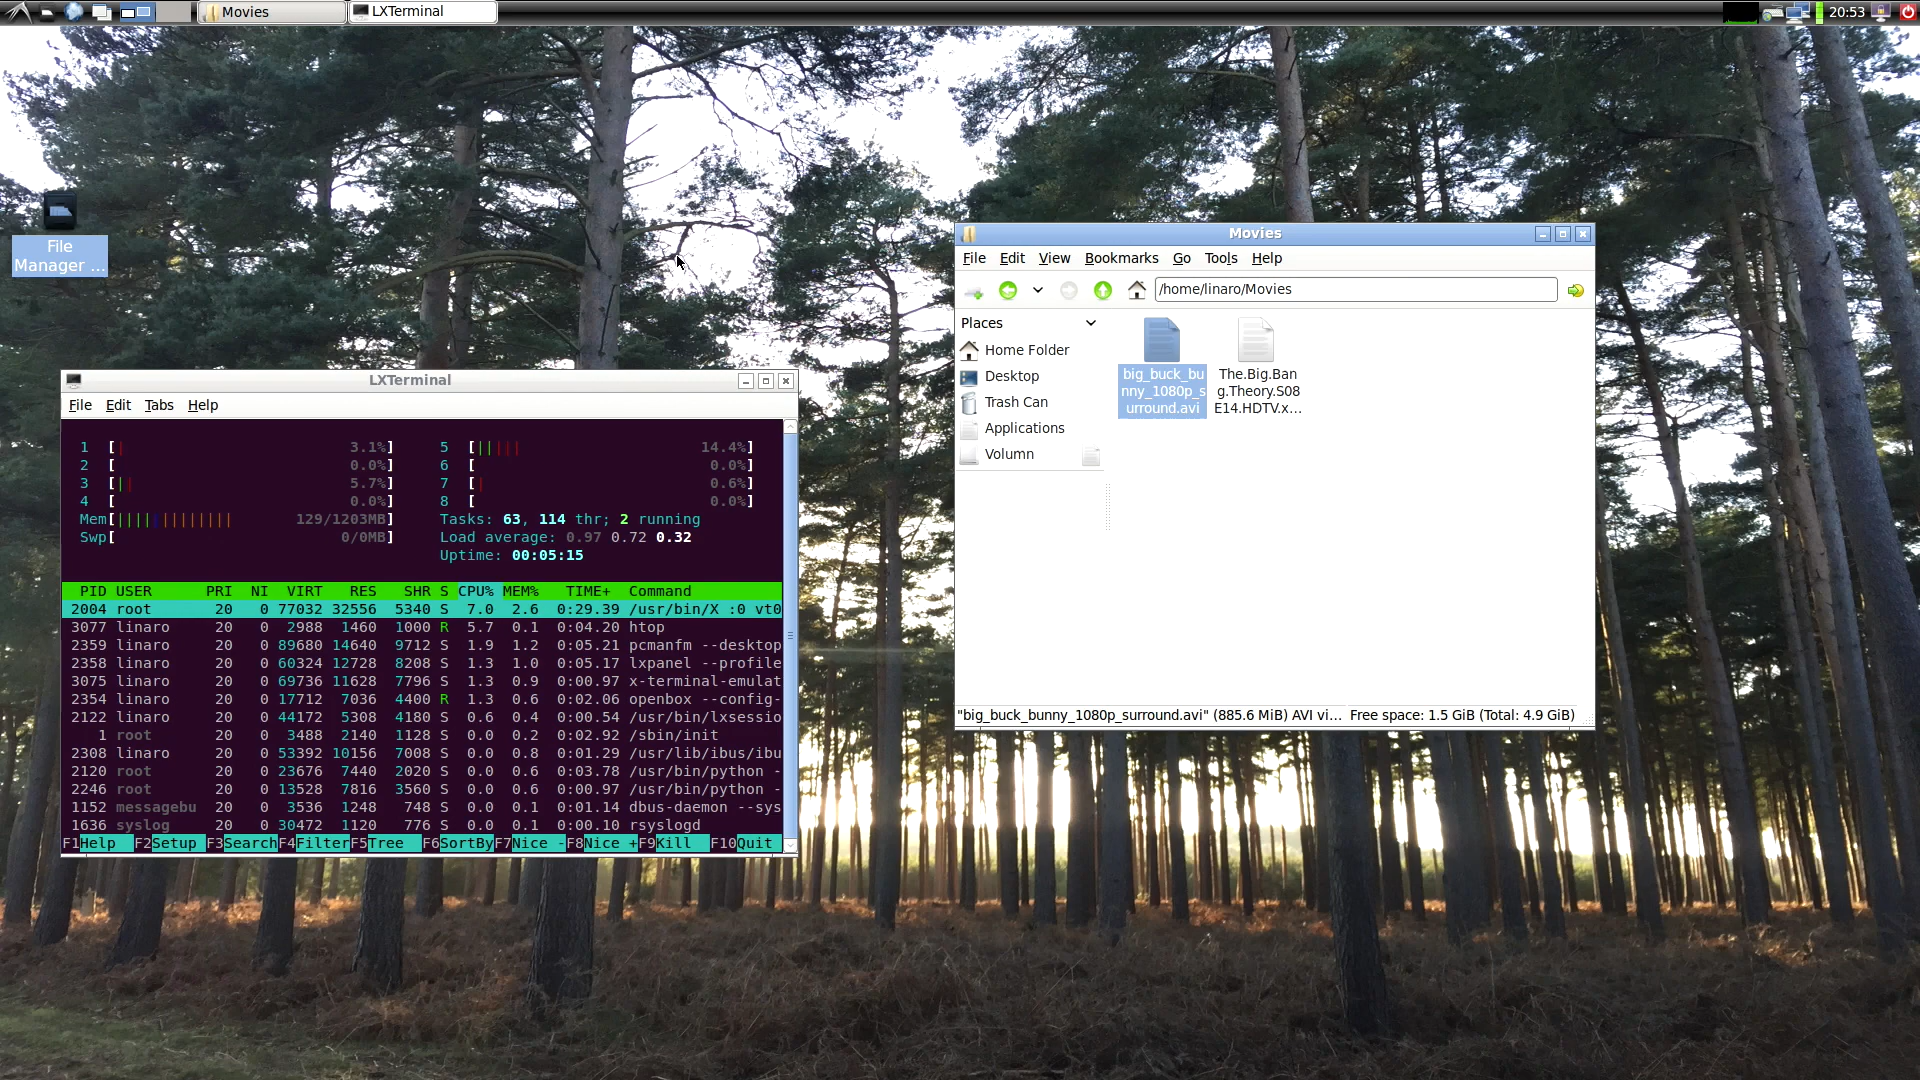 Movies
LXTerminal
20:53
File
Manager ...
LXTerminal
File Edit Tabs Help
1 [| 3.1%] 5 [||||| 14.4%]
2 [ 0.0%] 6 [ 0.0%]
3 [|| 5.7%] 7 [| 0.6%]
4 [ 0.0%] 8 [ 0.0%]
Mem[||||||||||||| 129/1203MB] Tasks: 63, 114 thr; 2 running
Swp[ 0/0MB] Load average: 0.97 0.72 0.32
Uptime: 00:05:15
PID USER PRI NI VIRT RES SHR S CPU% MEM% TIME+ Command
2004 root 20 0 77032 32556 5340 S 7.0 2.6 0:29.39 /usr/bin/X :0 vt0
3077 linaro 20 0 2988 1460 1000 R 5.7 0.1 0:04.20 htop
2359 linaro 20 0 89680 14640 9712 S 1.9 1.2 0:05.21 pcmanfm --desktop
2358 linaro 20 0 60324 12728 8208 S 1.3 1.0 0:05.17 lxpanel --profile
3075 linaro 20 0 69736 11628 7796 S 1.3 0.9 0:00.97 x-terminal-emulat
2354 linaro 20 0 17712 7036 4400 R 1.3 0.6 0:02.06 openbox --config-
2122 linaro 20 0 44172 5308 4180 S 0.6 0.4 0:00.54 /usr/bin/lxsessio
1 root 20 0 3488 2140 1128 S 0.0 0.2 0:02.92 /sbin/init
2308 linaro 20 0 53392 10156 7008 S 0.0 0.8 0:01.29 /usr/lib/ibus/ibu
2120 root 20 0 23676 7440 2020 S 0.0 0.6 0:03.78 /usr/bin/python -
2246 root 20 0 13528 7816 3560 S 0.0 0.6 0:00.97 /usr/bin/python -
1152 messagebu 20 0 3536 1248 748 S 0.0 0.1 0:01.14 dbus-daemon --sys
1636 syslog 20 0 30472 1120 776 S 0.0 0.1 0:00.10 rsyslogd
F1Help F2Setup F3SearchF4FilterF5Tree F6SortByF7Nice -F8Nice +F9Kill F10Quit
Movies
File Edit View Bookmarks Go Tools Help
/home/linaro/Movies
Places
Home Folder
Desktop
Trash Can
Applications
Volumn
big_buck_bu
nny_1080p_s
urround.avi
The.Big.Ban
g.Theory.S08
E14.HDTV.x...
"big_buck_bunny_1080p_surround.avi" (885.6 MiB) AVI vi... Free space: 1.5 GiB (Total: 4.9 GiB)